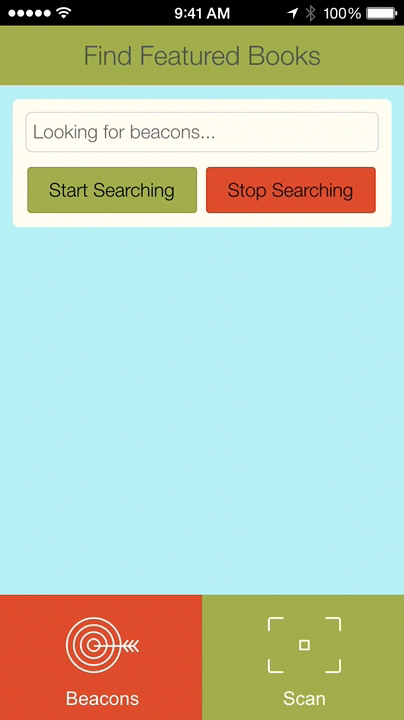 9:41 AM 100%
Find Featured Books
Looking for beacons...
Start Searching Stop Searching
Beacons Scan